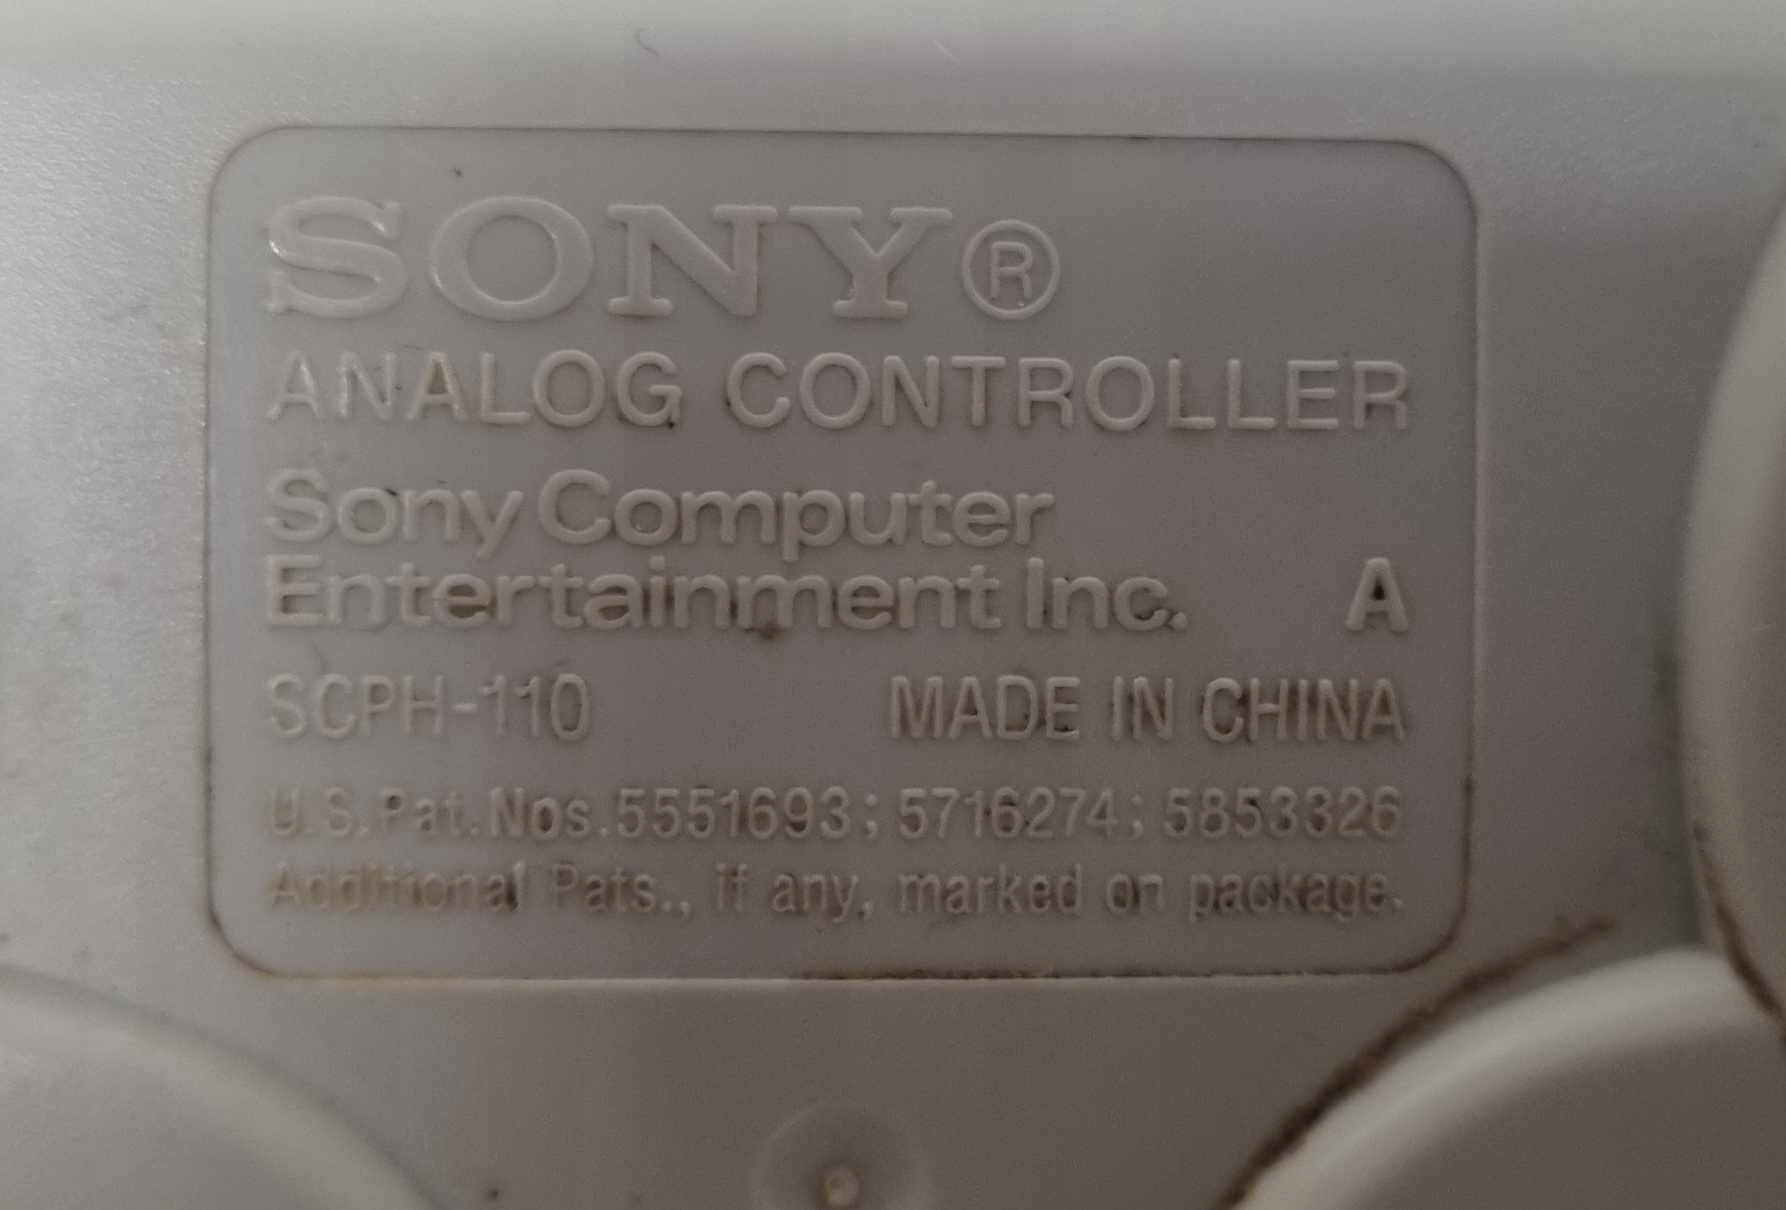 SONY®
ANALOG CONTROLLER
Sony Computer
Entertainment Inc. A
SCPH-110 MADE IN CHINA
U.S.Pat.Nos.5551693; 5716274; 5853326
Additional Pats., if any, marked on package.